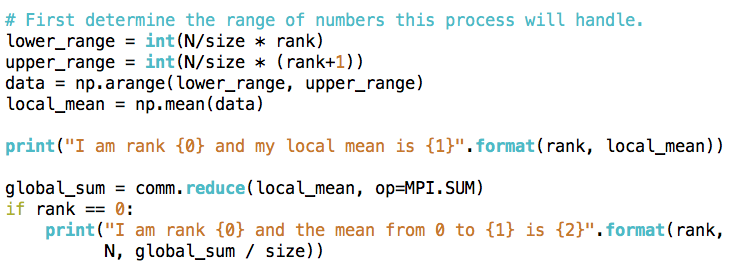 # First determine the range of numbers this process will handle.
lower_range = int(N/size * rank)
upper_range = int(N/size * (rank+1))
data = np.arange(lower_range, upper_range)
local_mean = np.mean(data)

print("I am rank {0} and my local mean is {1}".format(rank, local_mean))

global_sum = comm.reduce(local_mean, op=MPI.SUM)
if rank == 0:
    print("I am rank {0} and the mean from 0 to {1} is {2}".format(rank,
          N, global_sum / size))